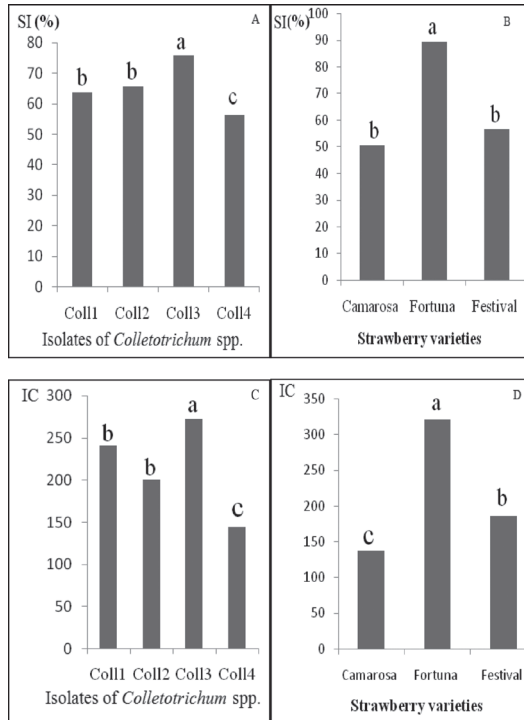 SI (%)
A
80
70
60
50
40
30
20
10
0
b
b
a
c
Coll1 Coll2 Coll3 Coll4
Isolates of Colletotrichum spp.
SI(%)
B
100
90
80
70
60
50
40
30
20
10
0
b
a
b
Camarosa Fortuna Festival
Strawberry varieties
IC
C
300
250
200
150
100
50
0
b
b
a
c
Coll1 Coll2 Coll3 Coll4
Isolates of Colletotrichum spp.
IC
D
350
300
250
200
150
100
50
0
c
a
b
Camarosa Fortuna Festival
Strawberry varieties